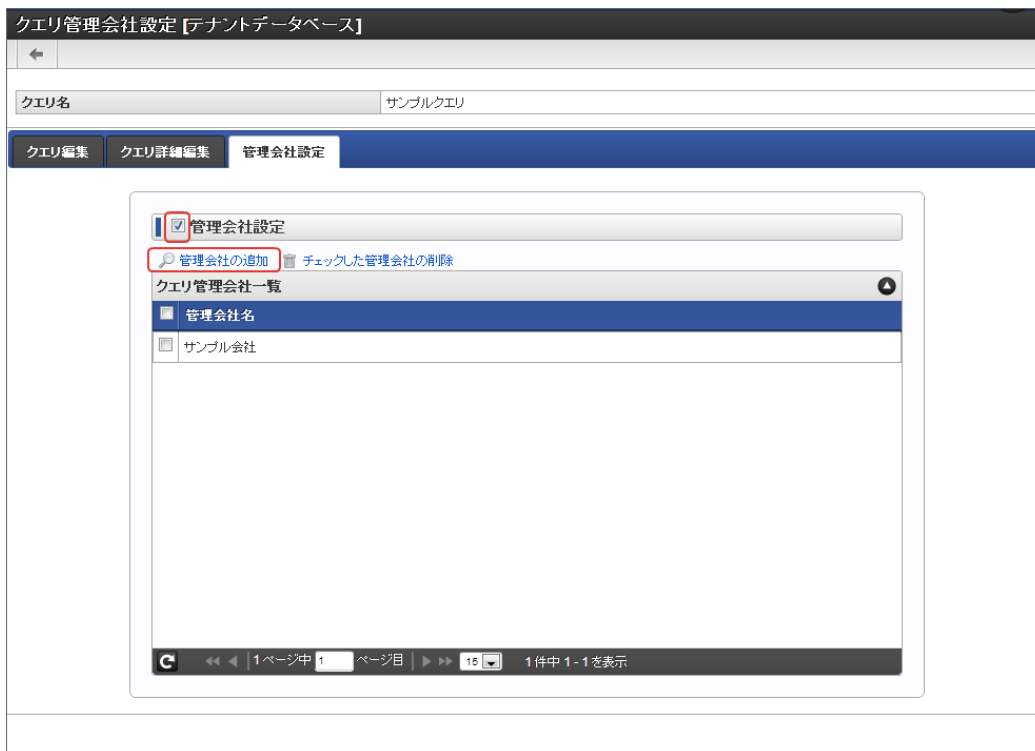 クエリ管理会社設定 [テナントデータベース]
クエリ名 サンプルクエリ
クエリ編集 クエリ詳細編集 管理会社設定
管理会社設定
管理会社の追加 チェックした管理会社の削除
クエリ管理会社一覧
管理会社名
サンプル会社
1ページ中 1 ページ目 15 1件中 1 - 1 を表示